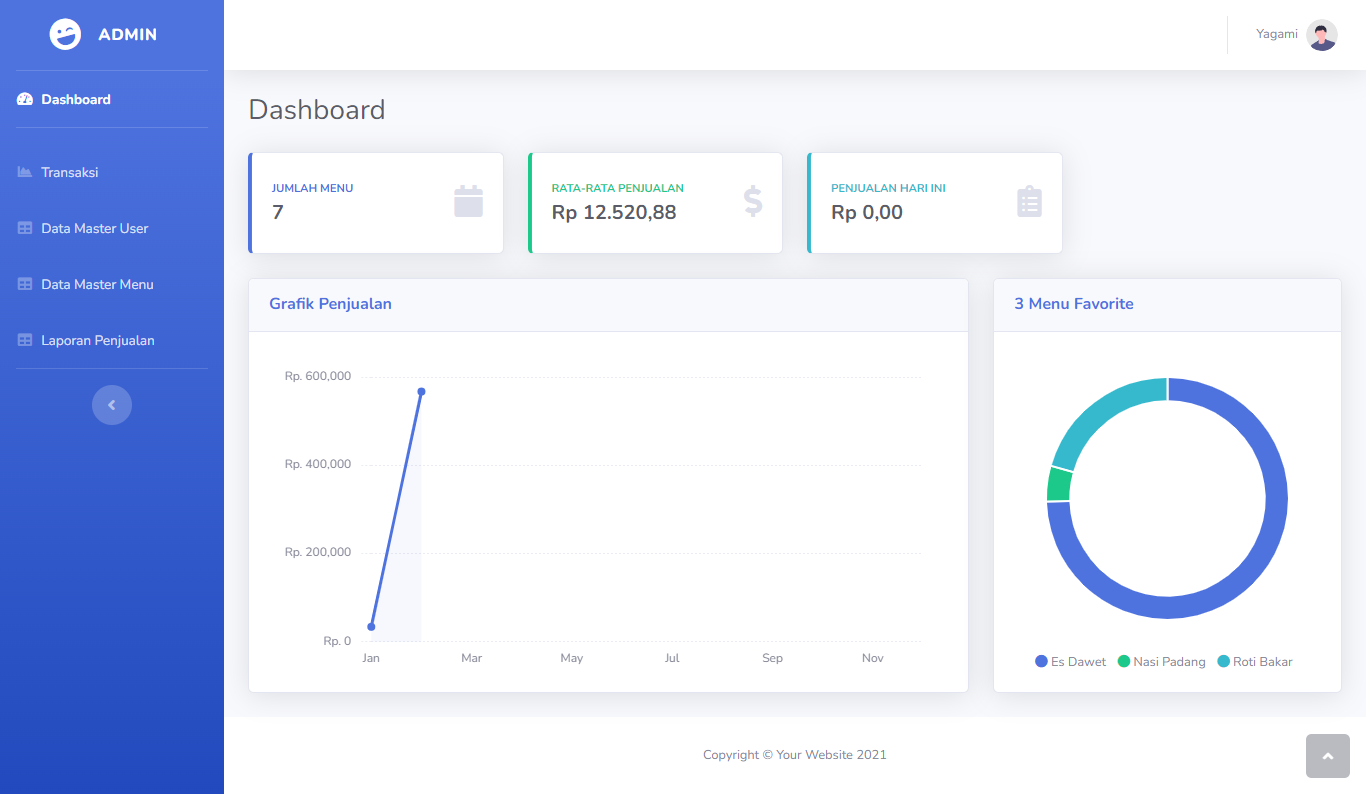 ADMIN
Yagami
Dashboard
Transaksi
Data Master User
Data Master Menu
Laporan Penjualan
Dashboard
JUMLAH MENU
7
RATA-RATA PENJUALAN
Rp 12.520,88
PENJUALAN HARI INI
Rp 0,00
Grafik Penjualan
Rp. 600,000
Rp. 400,000
Rp. 200,000
Rp. 0
Jan Mar May Jul Sep Nov
3 Menu Favorite
Es Dawet Nasi Padang Roti Bakar
Copyright © Your Website 2021